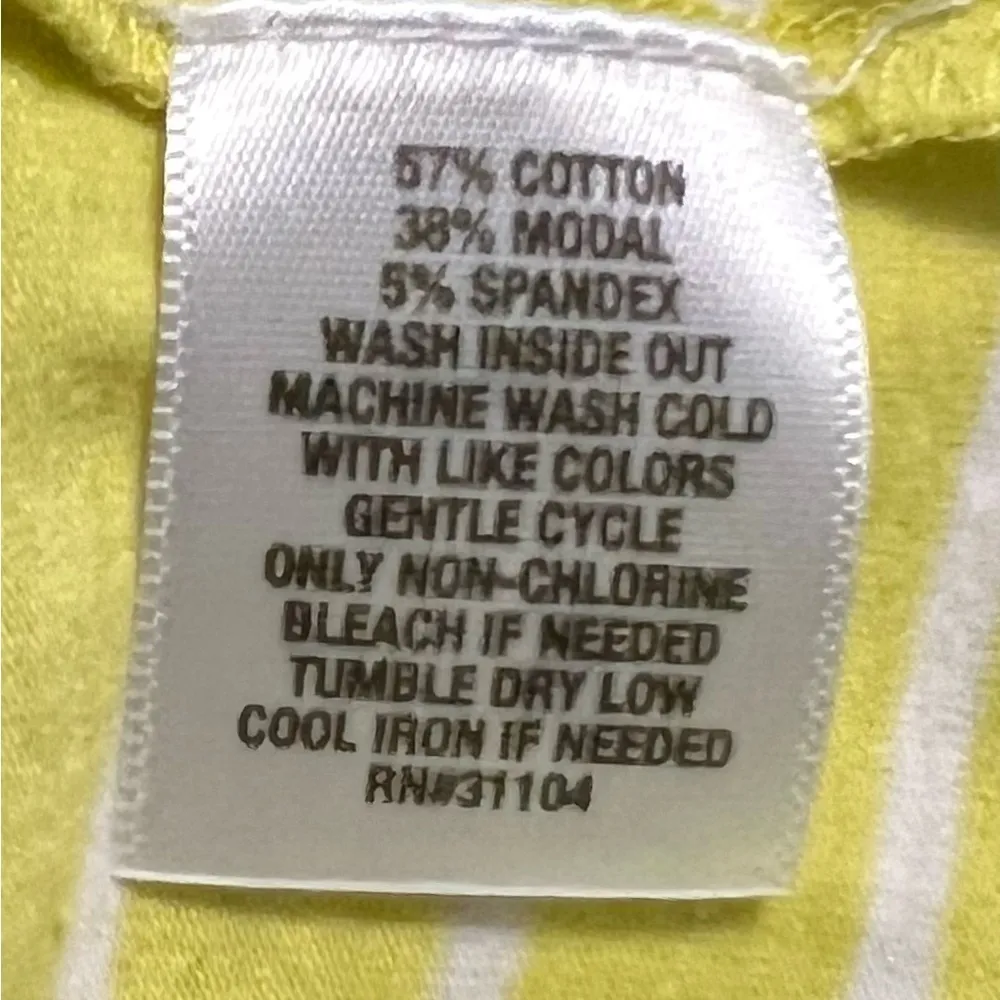 57% COTTON
38% MODAL
5% SPANDEX
WASH INSIDE OUT
MACHINE WASH COLD
WITH LIKE COLORS
GENTLE CYCLE
ONLY NON-CHLORINE
BLEACH IF NEEDED
TUMBLE DRY LOW
COOL IRON IF NEEDED
RN#31104